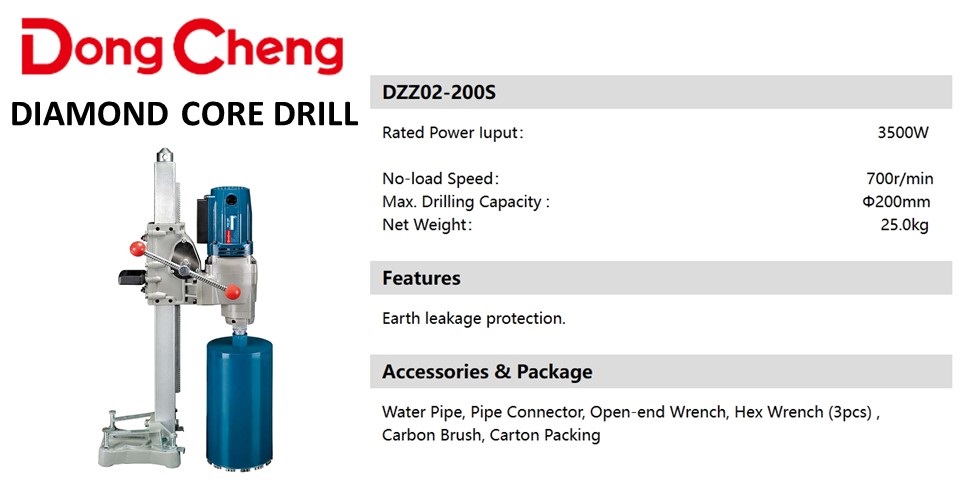 Dong Cheng
DIAMOND CORE DRILL
DZZ02-200S
Rated Power Iuput: 3500W
No-load Speed: 700r/min
Max. Drilling Capacity : Φ200mm
Net Weight: 25.0kg
Features
Earth leakage protection.
Accessories & Package
Water Pipe, Pipe Connector, Open-end Wrench, Hex Wrench (3pcs) ,
Carbon Brush, Carton Packing